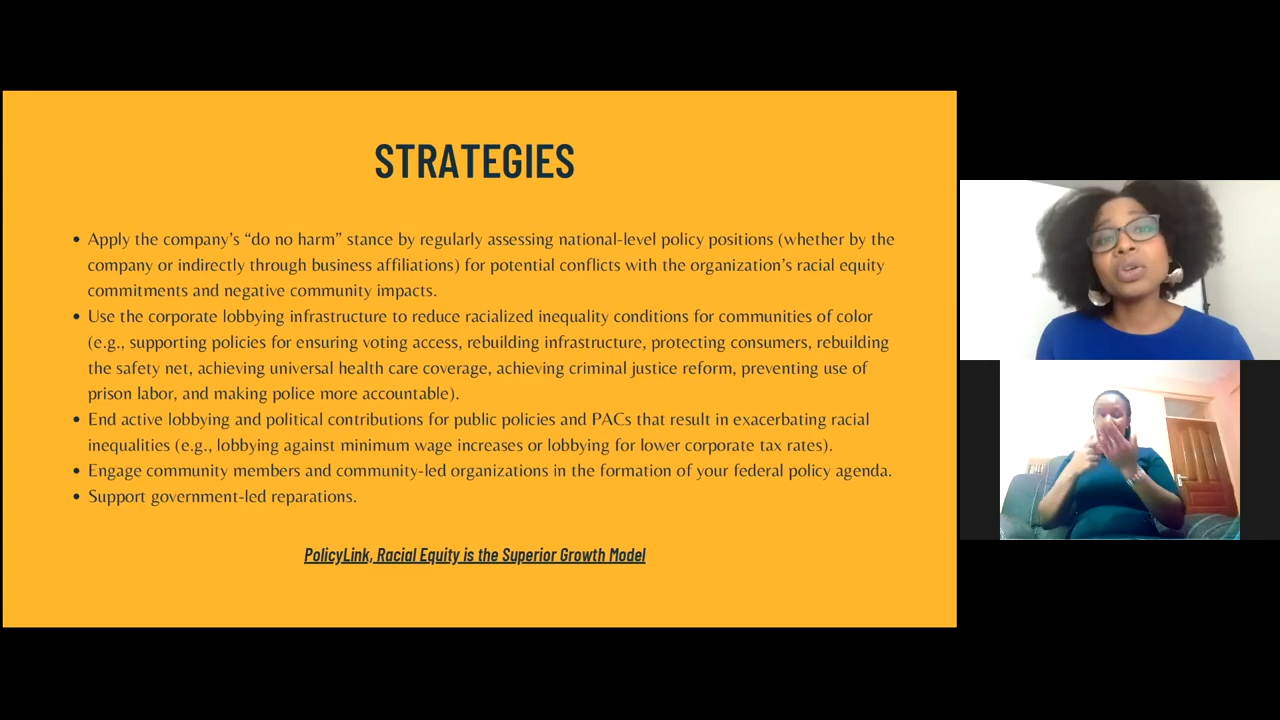 STRATEGIES
• Apply the company's “do no harm” stance by regularly assessing national-level policy positions (whether by the
company or indirectly through business affiliations) for potential conflicts with the organization's racial equity
commitments and negative community impacts.
• Use the corporate lobbying infrastructure to reduce racialized inequality conditions for communities of color
(e.g., supporting policies for ensuring voting access, rebuilding infrastructure, protecting consumers, rebuilding
the safety net, achieving universal health care coverage, achieving criminal justice reform, preventing use of
prison labor, and making police more accountable).
• End active lobbying and political contributions for public policies and PACs that result in exacerbating racial
inequalities (e.g., lobbying against minimum wage increases or lobbying for lower corporate tax rates).
• Engage community members and community-led organizations in the formation of your federal policy agenda.
• Support government-led reparations.
PolicyLink, Racial Equity is the Superior Growth Model